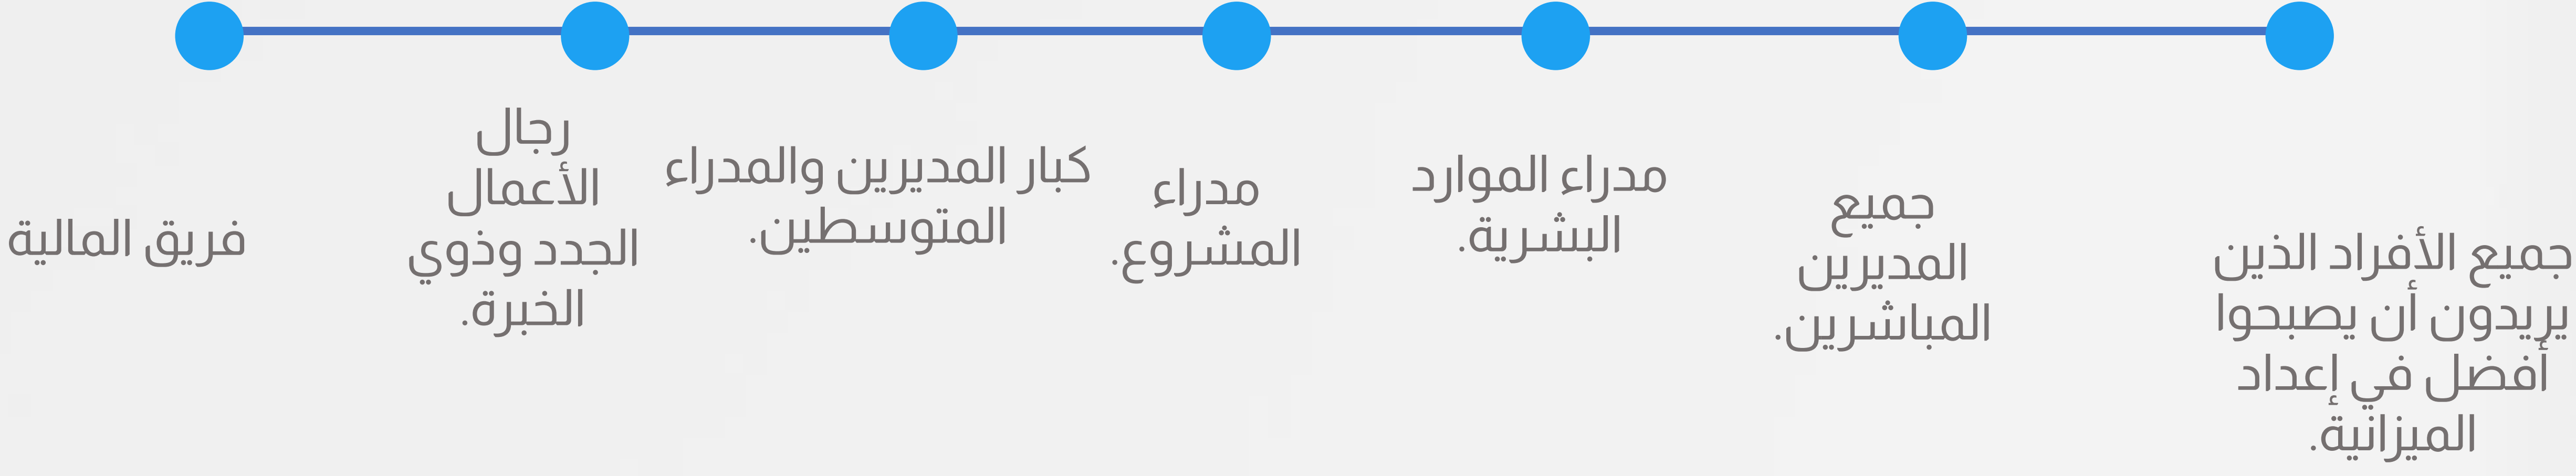 جميع الأفراد الذين
يريدون أن يصبحوا
أفضل في إعداد
الميزانية.
جميع
المديرين
المباشرين.
مدراء الموارد
البشرية.
مدراء
المشروع.
كبار المديرين والمدراء
المتوسطين.
رجال
الأعمال
الجدد وذوي
الخبرة.
فريق المالية